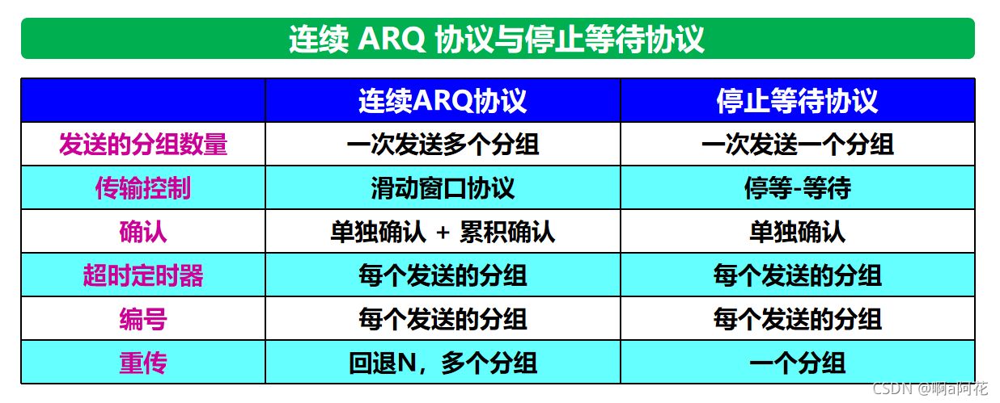 连续 ARQ 协议与停止等待协议
连续ARQ协议 停止等待协议
发送的分组数量 一次发送多个分组 一次发送一个分组
传输控制 滑动窗口协议 停等-等待
确认 单独确认 + 累积确认 单独确认
超时定时器 每个发送的分组 每个发送的分组
编号 每个发送的分组 每个发送的分组
重传 回退N，多个分组 一个分组
CSDN @啊a阿花